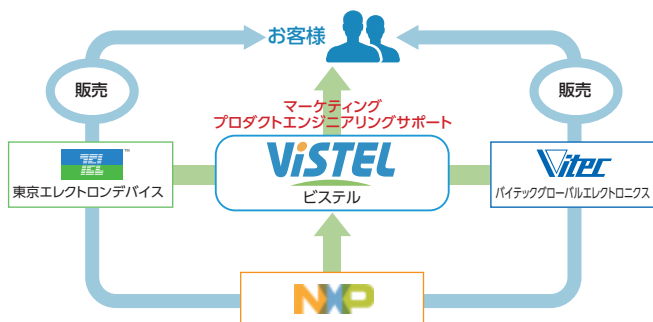 お客様
販売
販売
マーケティング
プロダクトエンジニアリングサポート
TEL
TEL
™
東京エレクトロンデバイス
ViSTEL
ビステル
Vitec
バイテックグローバルエレクトロニクス
NXP